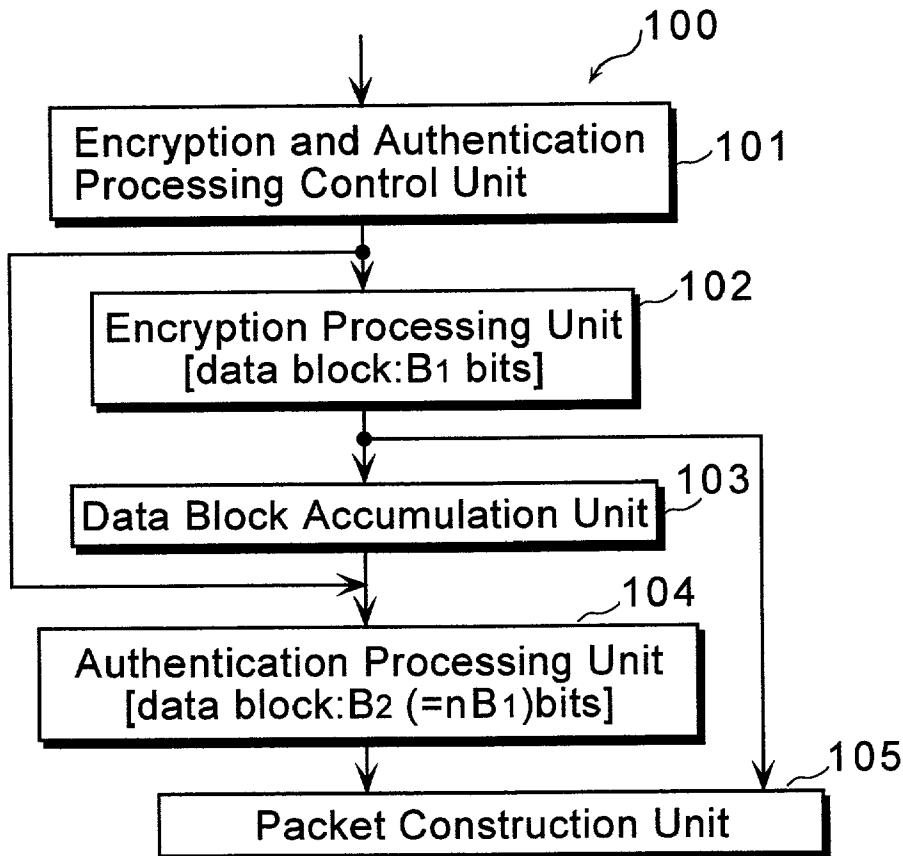 100
Encryption and Authentication
Processing Control Unit
101
102
Encryption Processing Unit
[data block:B1 bits]
103
Data Block Accumulation Unit
104
Authentication Processing Unit
[data block:B2 (=nB1)bits]
105
Packet Construction Unit